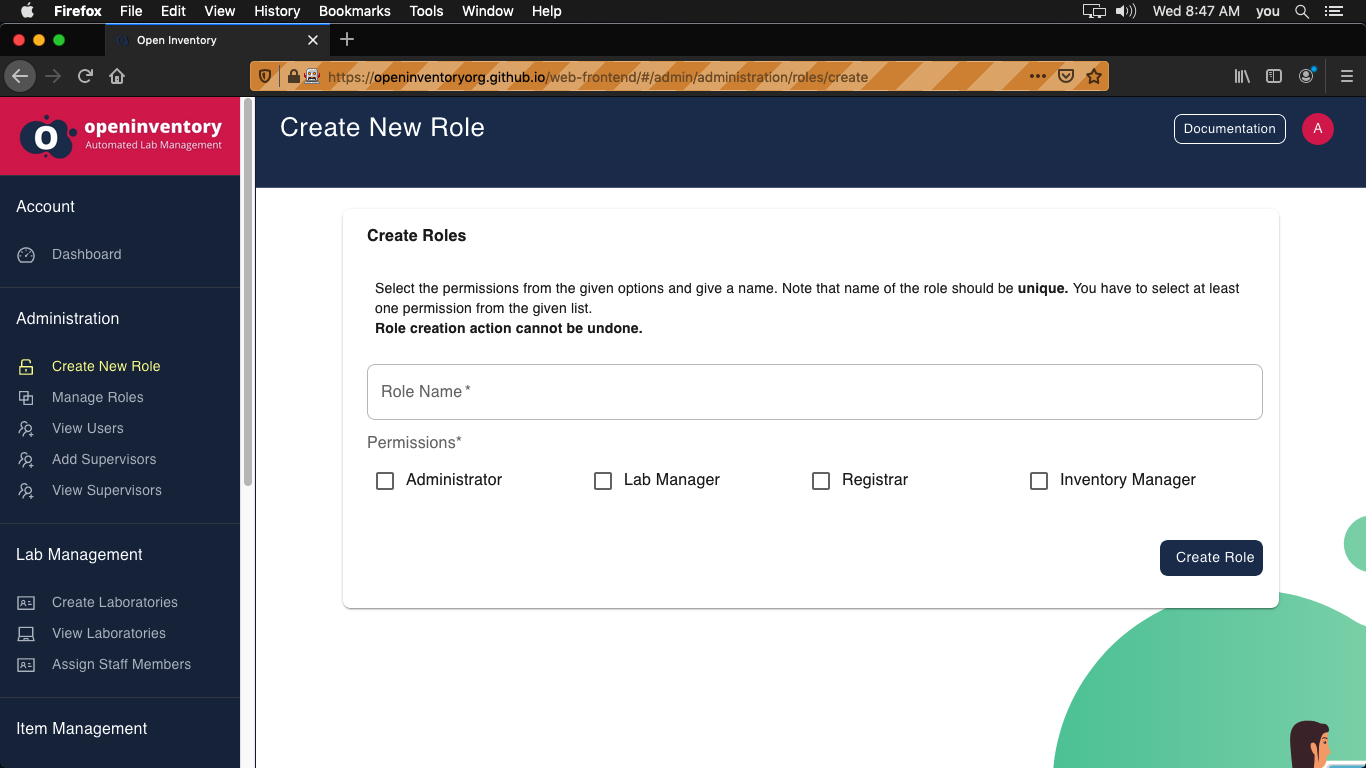 Firefox File Edit View History Bookmarks Tools Window Help Wed 8:47 AM you
Open Inventory
https://openinventoryorg.github.io/web-frontend/#/admin/administration/roles/create
O openinventory
Automated Lab Management
Create New Role
Documentation
A
Account
Dashboard
Administration
Create New Role
Manage Roles
View Users
Add Supervisors
View Supervisors
Lab Management
Create Laboratories
View Laboratories
Assign Staff Members
Item Management
Create Roles
Select the permissions from the given options and give a name. Note that name of the role should be unique. You have to select at least
one permission from the given list.
Role creation action cannot be undone.
Role Name *
Permissions*
Administrator Lab Manager Registrar Inventory Manager
Create Role